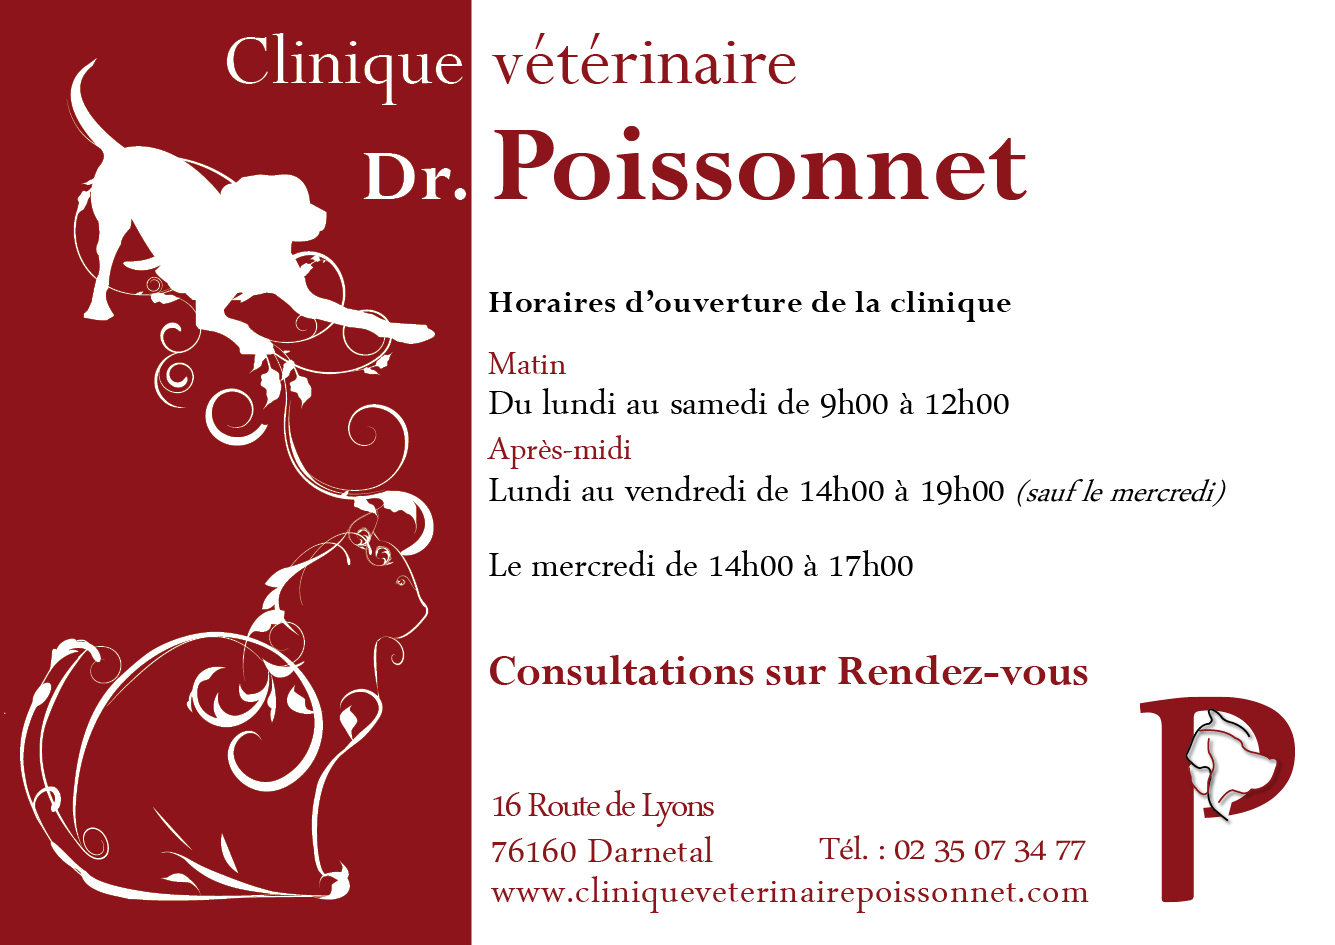 Clinique vétérinaire
Dr. Poissonnet
Horaires d’ouverture de la clinique
Matin
Du lundi au samedi de 9h00 à 12h00
Après-midi
Lundi au vendredi de 14h00 à 19h00 (sauf le mercredi)
Le mercredi de 14h00 à 17h00
Consultations sur Rendez-vous
P
16 Route de Lyons
76160 Darnetal
Tél. : 02 35 07 34 77
www.cliniqueveterinairepoissonnet.com